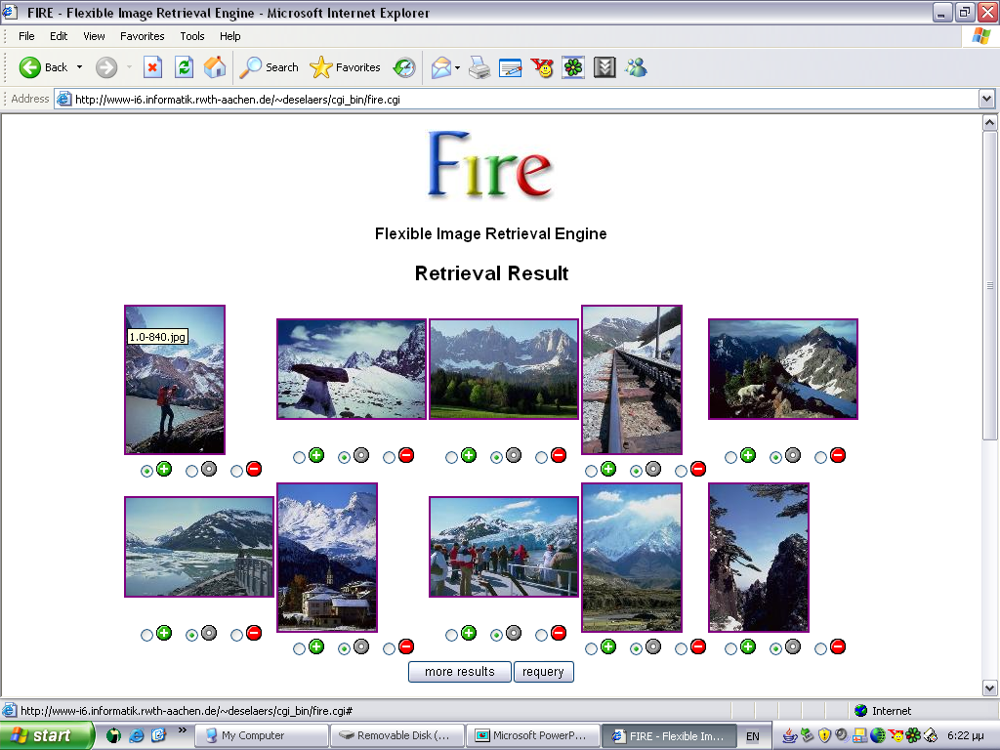 FIRE - Flexible Image Retrieval Engine - Microsoft Internet Explorer
File Edit View Favorites Tools Help
Back Search Favorites
Address http://www-i6.informatik.rwth-aachen.de/~deselaers/cgi_bin/fire.cgi
Fire
Flexible Image Retrieval Engine
Retrieval Result
1.0-840.jpg
more results requery
http://www-i6.informatik.rwth-aachen.de/~deselaers/cgi_bin/fire.cgi# Internet
start » My Computer Removable Disk (... Microsoft PowerP... FIRE - Flexible Im... EN 6:22 μμ